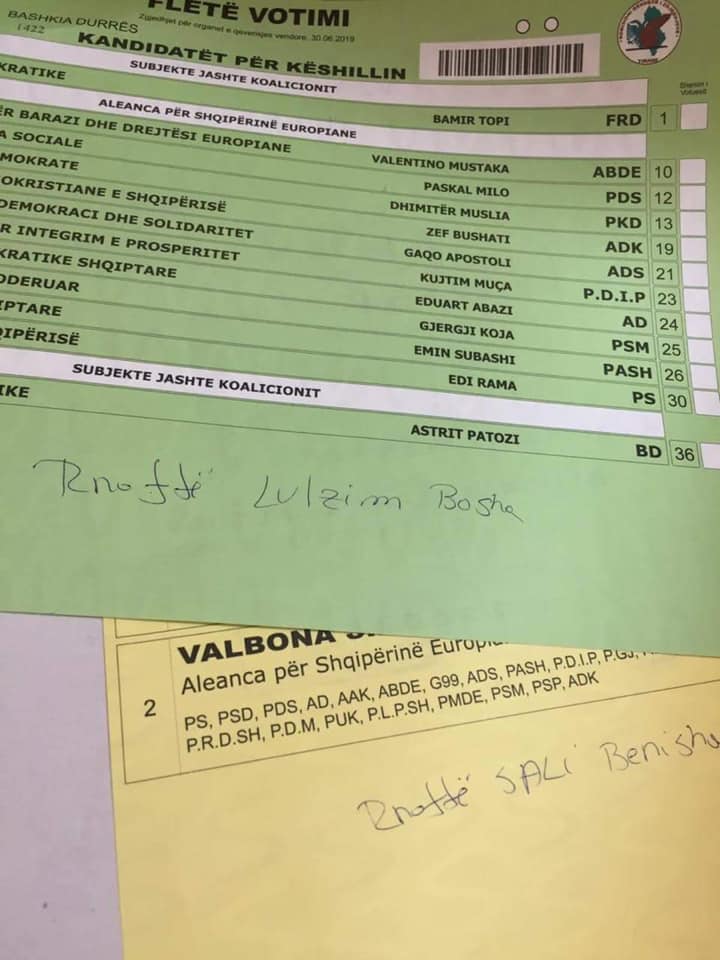 FLETË VOTIMI
BASHKIA DURRËS
Zgjedhjet për organet e qeverisjes vendore, 30.06.2019
1422
KANDIDATËT PËR KËSHILLIN
SUBJEKTE JASHTE KOALICIONIT
KRATIKE BAMIR TOPI FRD 1
ALEANCA PËR SHQIPËRINË EUROPIANE
ËR BARAZI DHE DREJTËSI EUROPIANE VALENTINO MUSTAKA ABDE 10
A SOCIALE PASKAL MILO PDS 12
MOKRATE DHIMITËR MUSLIA PKD 13
OKRISTIANE E SHQIPËRISË ZEF BUSHATI ADK 19
DEMOKRACI DHE SOLIDARITET GAQO APOSTOLI ADS 21
R INTEGRIM E PROSPERITET KUJTIM MUÇA P.D.I.P 23
KRATIKE SHQIPTARE EDUART ABAZI AD 24
ODERUAR GJERGJI KOJA PSM 25
IPTARE EMIN SUBASHI PASH 26
QIPËRISË EDI RAMA PS 30
SUBJEKTE JASHTE KOALICIONIT
IKE ASTRIT PATOZI BD 36
Rnoftë Lulzim Bosha
2 VALBONA
Aleanca për Shqipërinë Europiane
PS, PSD, PDS, AD, AAK, ABDE, G99, ADS, PASH, P.D.I.P,
P.R.D.SH, P.D.M, PUK, P.L.P.SH, PMDE, PSM, PSP, ADK
Rnoftë SALI Benisha